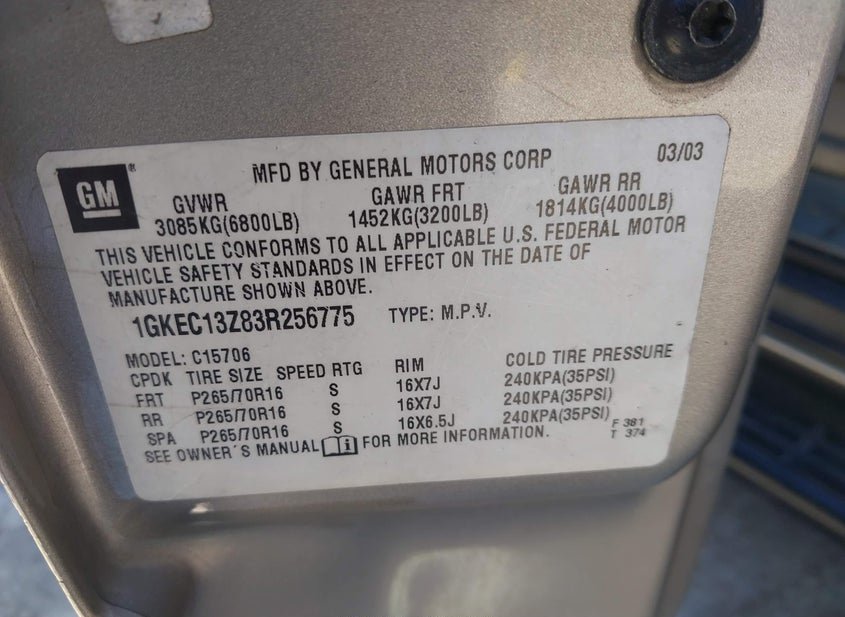 GM
MFD BY GENERAL MOTORS CORP 03/03
GVWR GAWR FRT GAWR RR
3085KG(6800LB) 1452KG(3200LB) 1814KG(4000LB)
THIS VEHICLE CONFORMS TO ALL APPLICABLE U.S. FEDERAL MOTOR
VEHICLE SAFETY STANDARDS IN EFFECT ON THE DATE OF
MANUFACTURE SHOWN ABOVE.
1GKEC13Z83R256775 TYPE: M.P.V.
MODEL: C15706
CPDK TIRE SIZE SPEED RTG RIM COLD TIRE PRESSURE
FRT P265/70R16 S 16X7J 240KPA(35PSI)
RR P265/70R16 S 16X7J 240KPA(35PSI)
SPA P265/70R16 S 16X6.5J 240KPA(35PSI)
SEE OWNER'S MANUAL i FOR MORE INFORMATION.
F 381
T 374